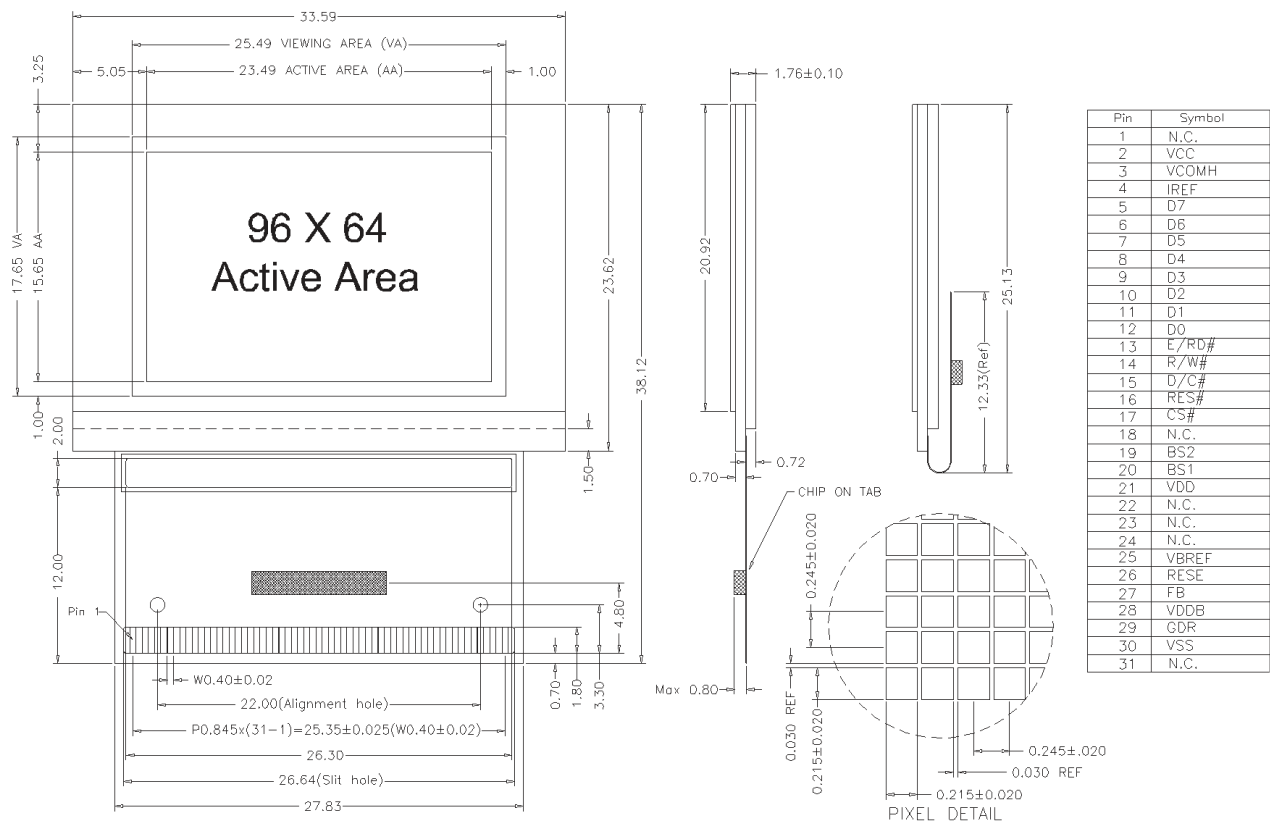 33.59
25.49 VIEWING AREA (VA)
5.05
23.49 ACTIVE AREA (AA)
1.00
3.25
17.65 VA
15.65 AA
96 X 64
Active Area
23.62
38.12
1.00
2.00
1.50
12.00
Pin 1
4.80
W0.40±0.02
22.00(Alignment hole)
0.70
1.80
3.30
P0.845x(31-1)=25.35±0.025(W0.40±0.02)
26.30
26.64(Slit hole)
27.83
1.76±0.10
20.92
0.70
0.72
CHIP ON TAB
Max 0.80
25.13
12.33(Ref)
0.245±0.020
0.030 REF
0.215±0.020
0.245±.020
0.030 REF
0.215±0.020
PIXEL DETAIL
Pin Symbol
1 N.C.
2 VCC
3 VCOMH
4 IREF
5 D7
6 D6
7 D5
8 D4
9 D3
10 D2
11 D1
12 D0
13 E/RD#
14 R/W#
15 D/C#
16 RES#
17 CS#
18 N.C.
19 BS2
20 BS1
21 VDD
22 N.C.
23 N.C.
24 N.C.
25 VBREF
26 RESE
27 FB
28 VDDB
29 GDR
30 VSS
31 N.C.